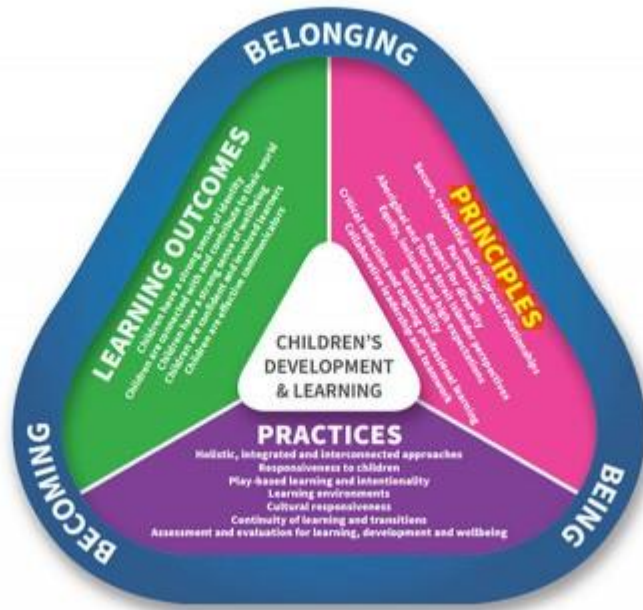 BELONGING
LEARNING OUTCOMES
Children have a strong sense of identity
Children are connected with and contribute to their world
Children have a strong sense of wellbeing
Children are confident and involved learners
Children are effective communicators
PRINCIPLES
Secure, respectful and reciprocal relationships
Partnerships
Respect for diversity
Aboriginal and Torres Strait Islander perspectives
Equity, inclusion and high expectations
Sustainability
Critical reflection and ongoing professional learning
Collaborative leadership and teamwork
CHILDREN'S
DEVELOPMENT
& LEARNING
PRACTICES
Holistic, integrated and interconnected approaches
Responsiveness to children
Play-based learning and intentionality
Learning environments
Cultural responsiveness
Continuity of learning and transitions
Assessment and evaluation for learning, development and wellbeing
BECOMING
BEING